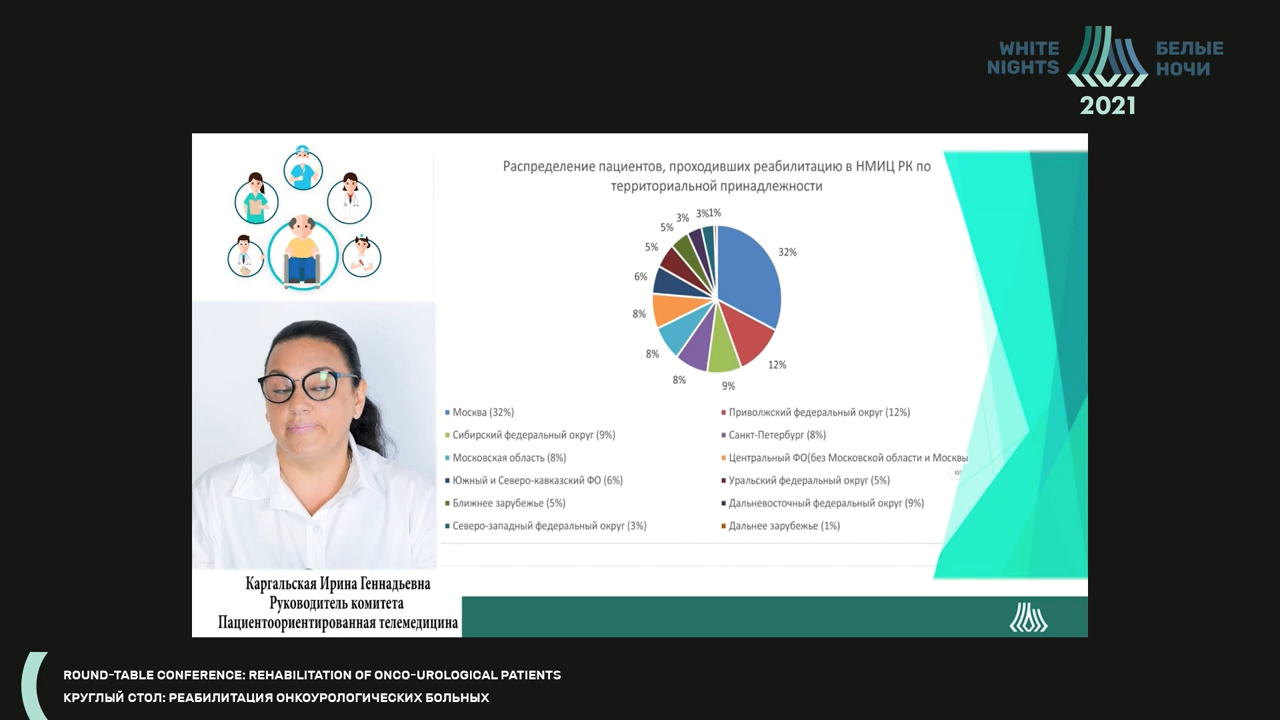 WHITE
NIGHTS
БЕЛЫЕ
НОЧИ
2021
Распределение пациентов, проходивших реабилитацию в НМИЦ РК по
территориальной принадлежности
3%
3%
1%
5%
32%
5%
6%
8%
8%
12%
8%
9%
Москва (32%)
Приволжский федеральный округ (12%)
Сибирский федеральный округ (9%)
Санкт-Петербург (8%)
Московская область (8%)
Центральный ФО(без Московской области и Москвы
Южный и Северо-кавказский ФО (6%)
Уральский федеральный округ (5%)
Ближнее зарубежье (5%)
Дальневосточный федеральный округ (9%)
Северо-западный федеральный округ (3%)
Дальнее зарубежье (1%)
Каргальская Ирина Геннадьевна
Руководитель комитета
Пациентоориентированная телемедицина
ROUND-TABLE CONFERENCE: REHABILITATION OF ONCO-UROLOGICAL PATIENTS
КРУГЛЫЙ СТОЛ: РЕАБИЛИТАЦИЯ ОНКОУРОЛОГИЧЕСКИХ БОЛЬНЫХ